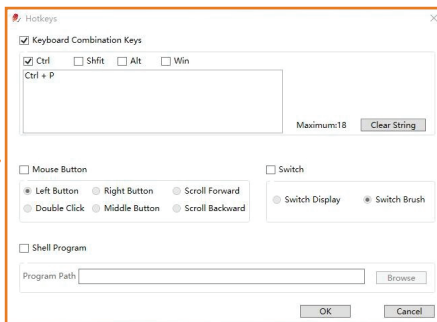 Hotkeys
Keyboard Combination Keys
Ctrl Shfit Alt Win
Ctrl + P
Maximum:18 Clear String
Mouse Button Switch
Left Button Right Button Scroll Forward
Switch Display Switch Brush
Double Click Middle Button Scroll Backward
Shell Program
Program Path Browse
OK Cancel